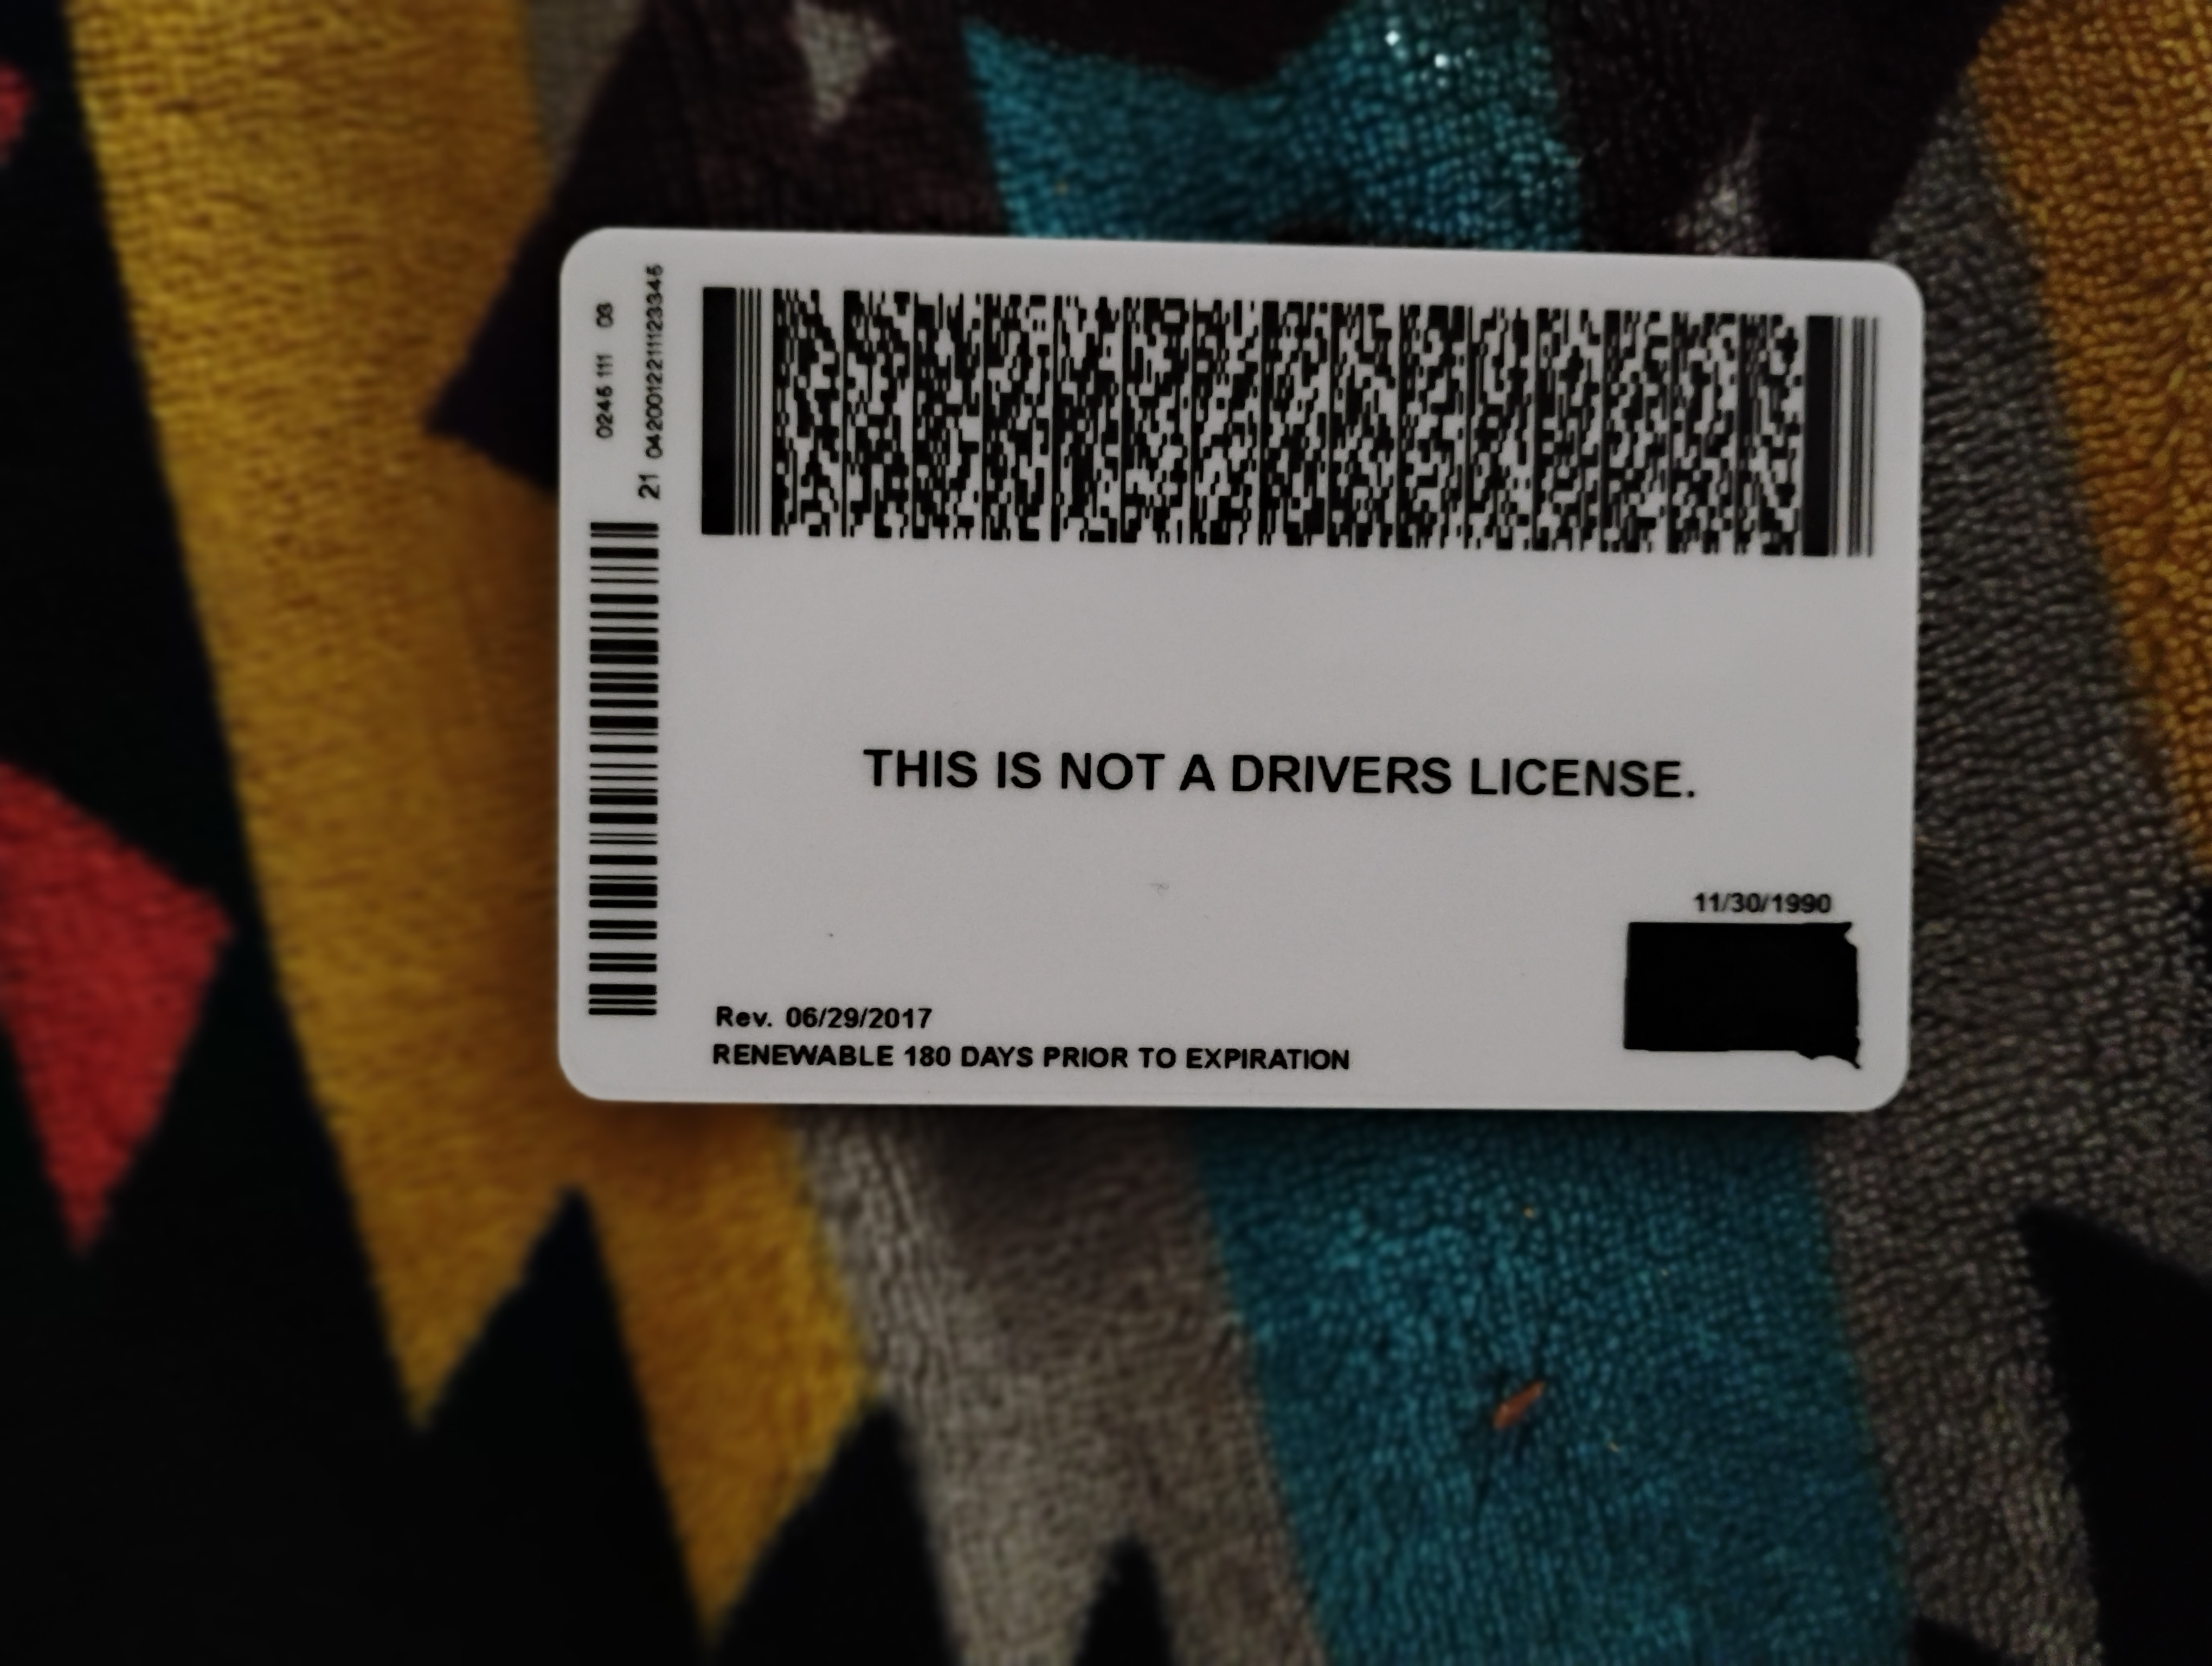 0245 111 03
21 0420012211123345
THIS IS NOT A DRIVERS LICENSE.
11/30/1990
Rev. 06/29/2017
RENEWABLE 180 DAYS PRIOR TO EXPIRATION